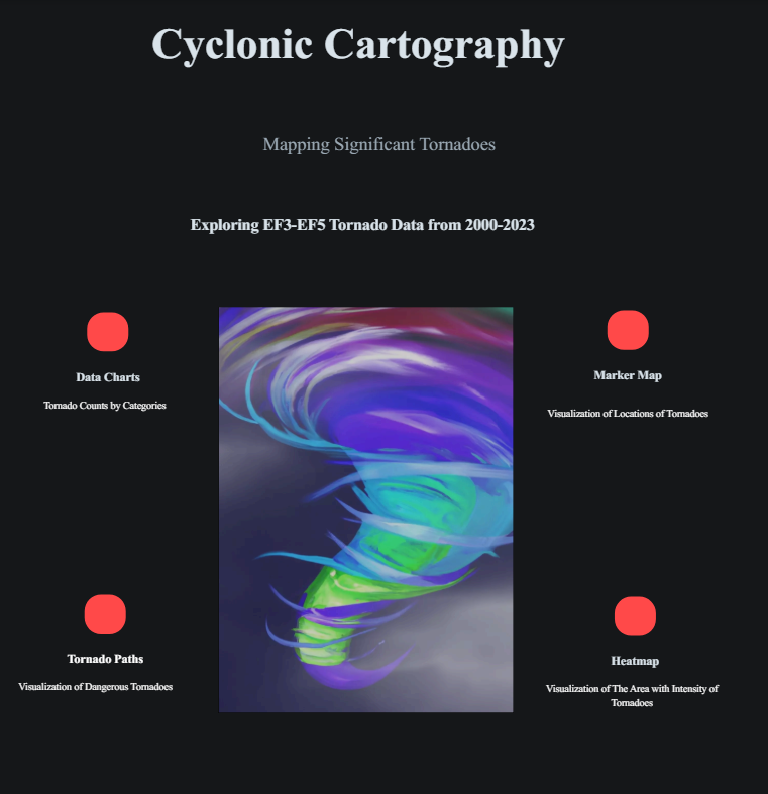 Cyclonic Cartography
Mapping Significant Tornadoes
Exploring EF3-EF5 Tornado Data from 2000-2023
Data Charts
Tornado Counts by Categories
Marker Map
Visualization of Locations of Tornadoes
Tornado Paths
Visualization of Dangerous Tornadoes
Heatmap
Visualization of The Area with Intensity of
Tornadoes